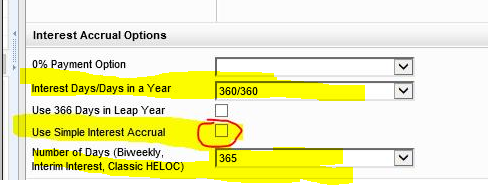 Interest Accrual Options
0% Payment Option
Interest Days/Days in a Year 360/360
Use 366 Days in Leap Year
Use Simple Interest Accrual
Number of Days (Biweekly, 365
Interim Interest, Classic HELOC)